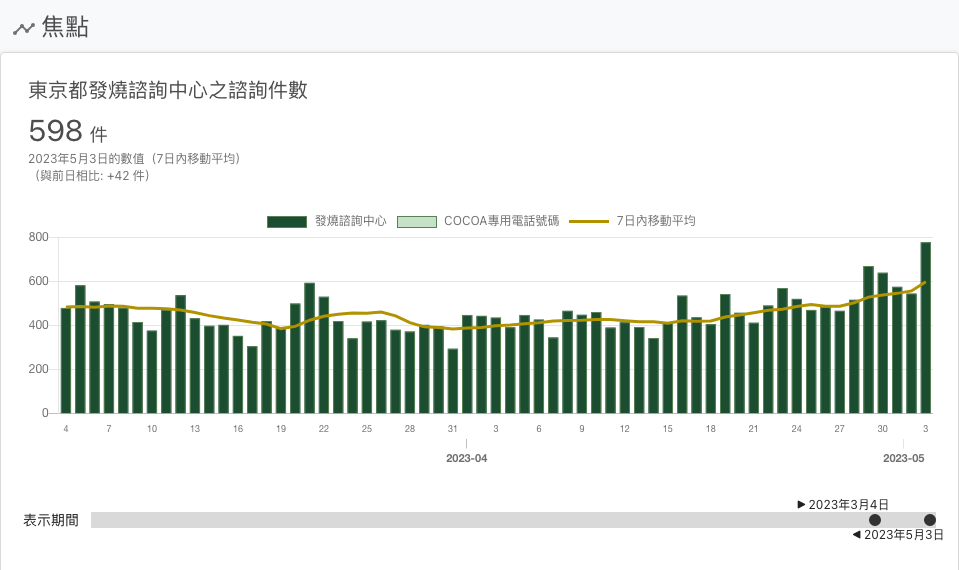 焦點
東京都發燒諮詢中心之諮詢件數
598 件
2023年5月3日的數值（7日內移動平均）
（與前日相比: +42 件）
發燒諮詢中心 COCOA專用電話號碼 7日內移動平均
800
600
400
200
0
4 7 10 13 16 19 22 25 28 31 3 6 9 12 15 18 21 24 27 30 3
2023-04 2023-05
2023年3月4日
表示期間
2023年5月3日